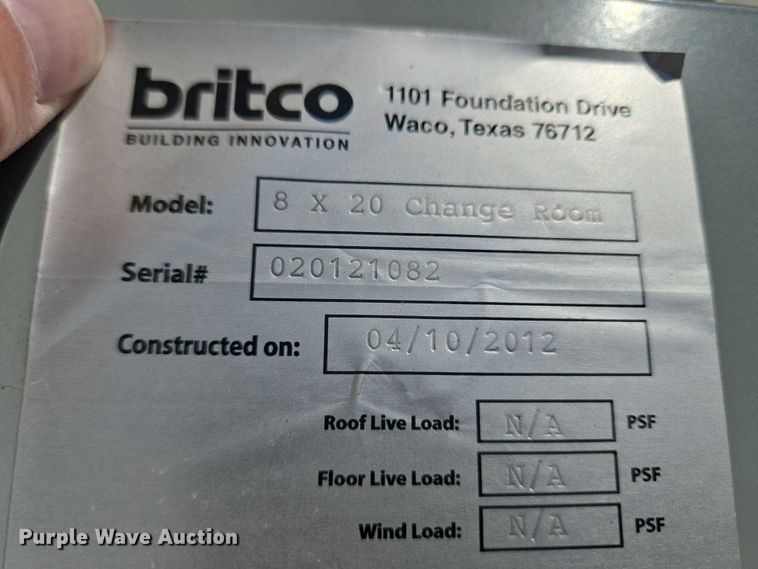 britco
BUILDING INNOVATION
1101 Foundation Drive
Waco, Texas 76712
Model: 8 X 20 Change Room
Serial# 020121082
Constructed on: 04/10/2012
Roof Live Load: N/A PSF
Floor Live Load: N/A PSF
Wind Load: N/A PSF
Purple Wave Auction